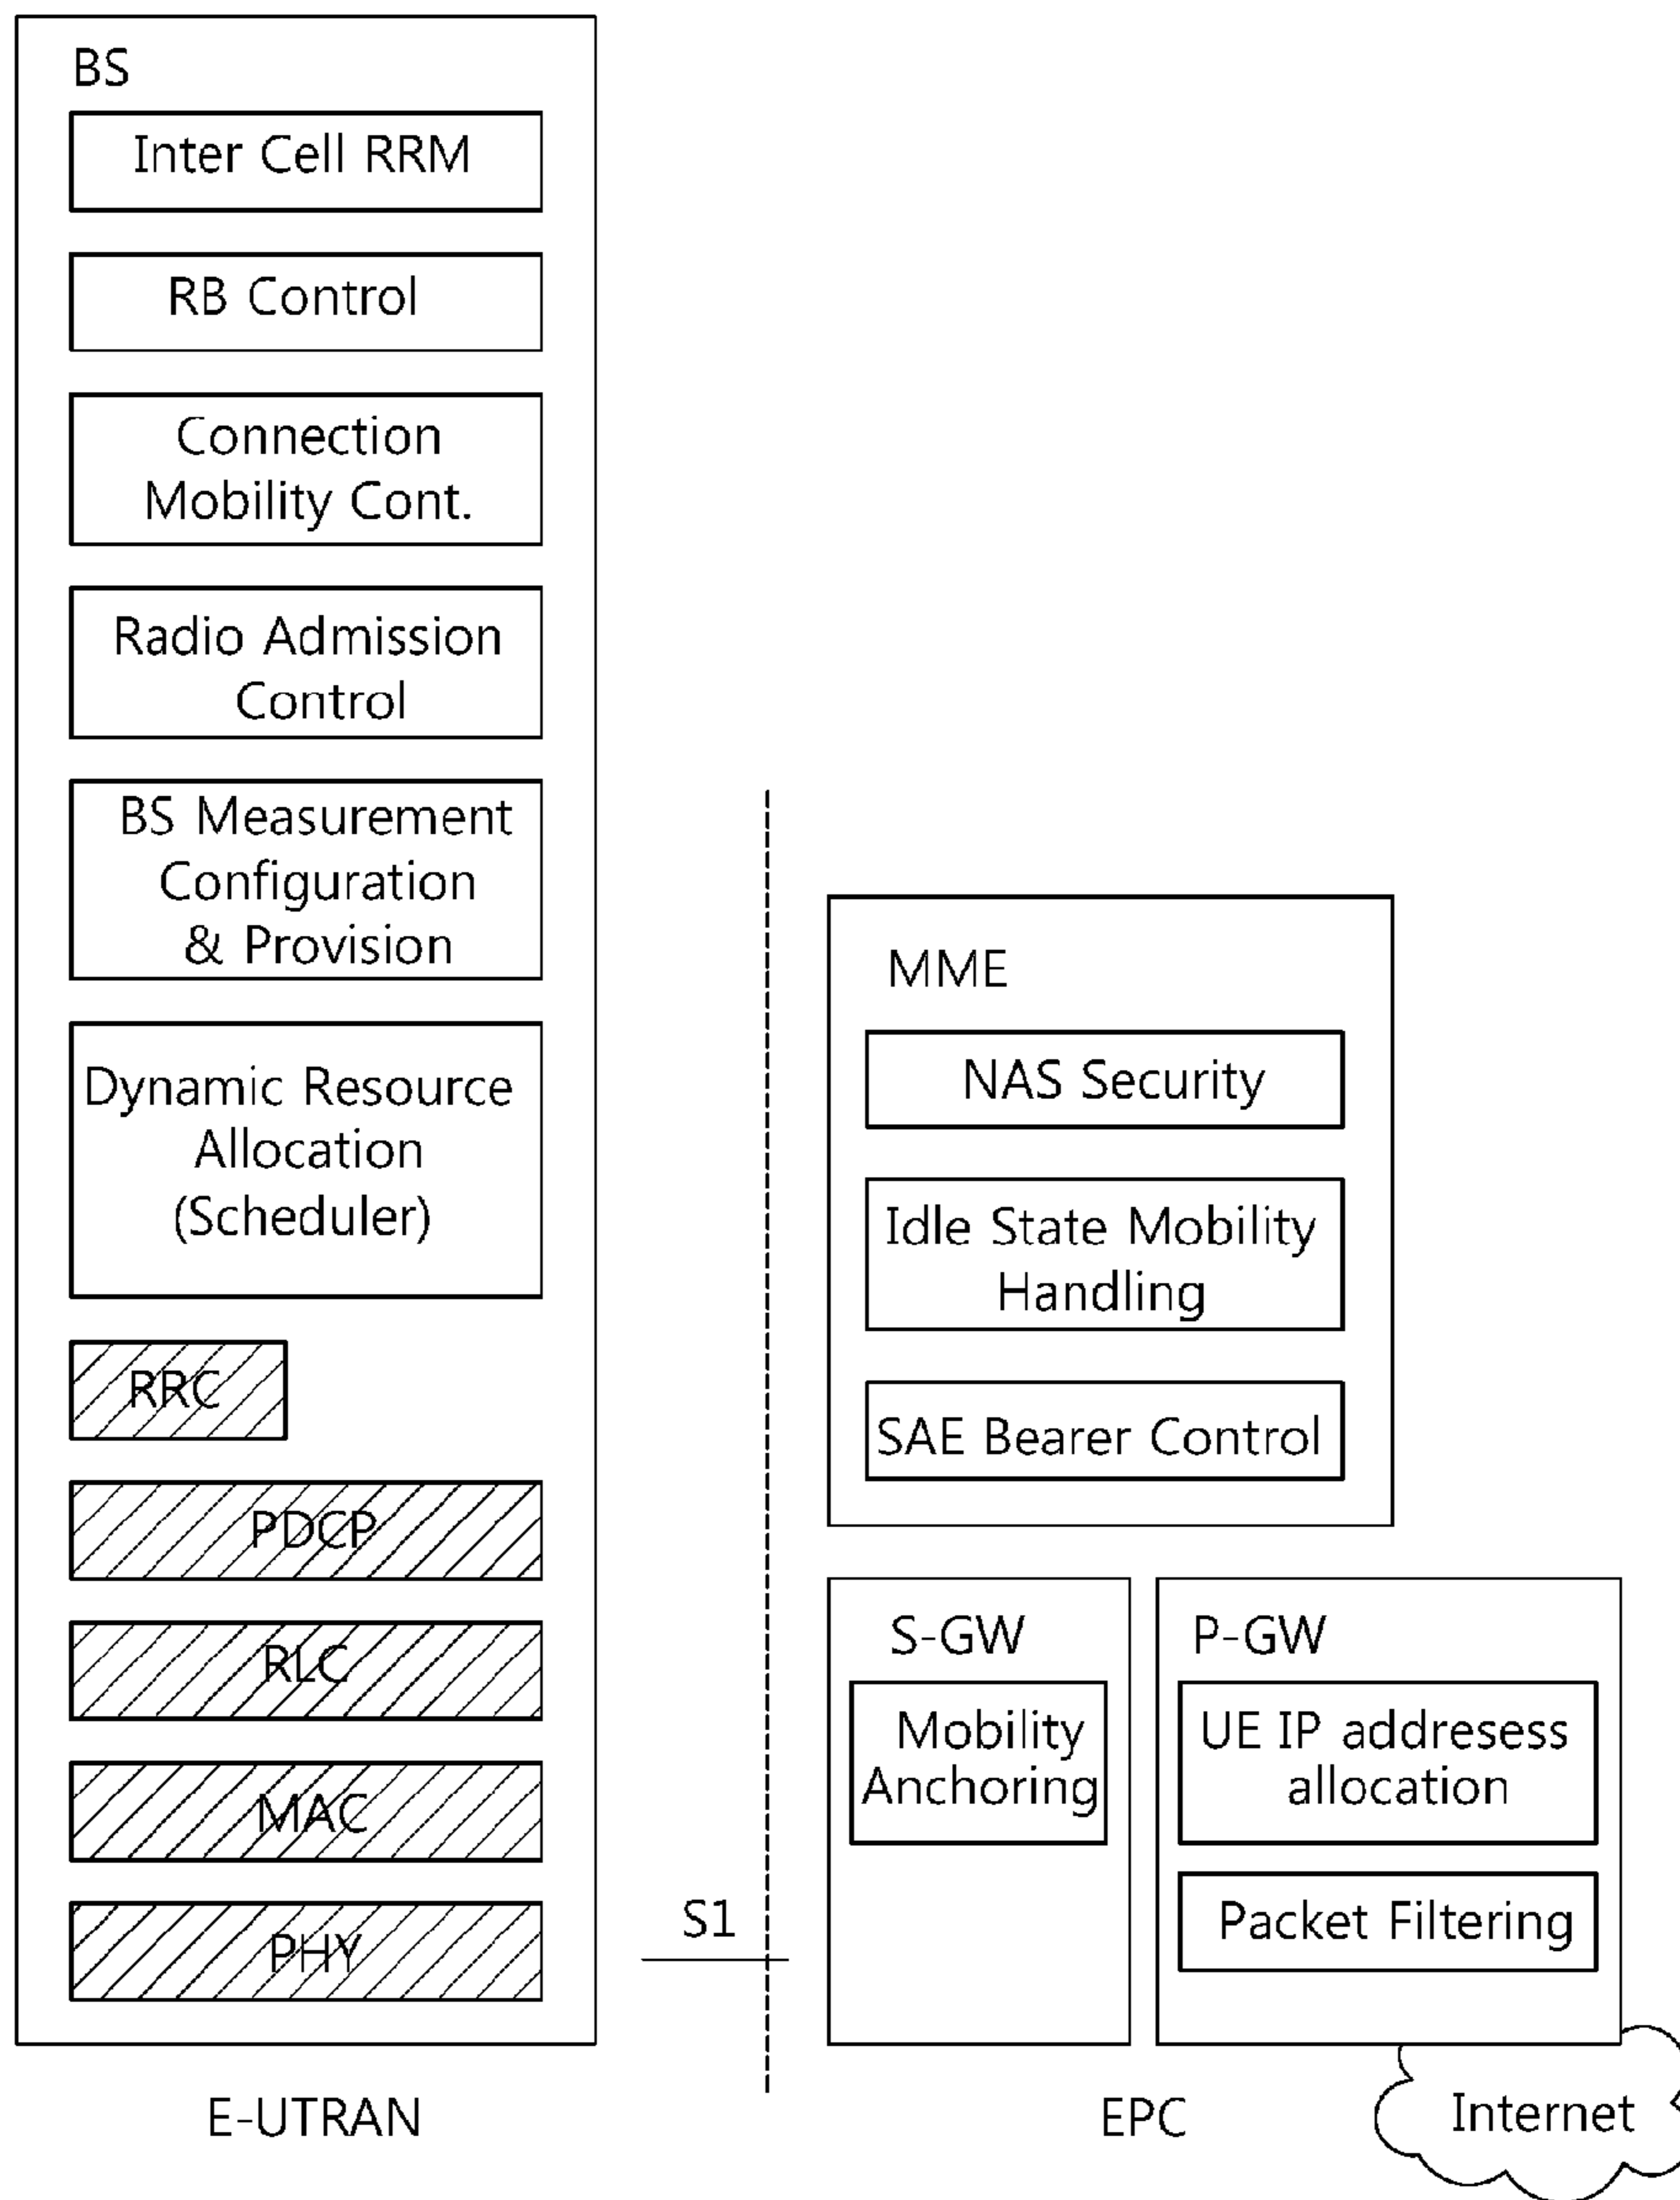 BS
Inter Cell RRM
RB Control
Connection
Mobility Cont.
Radio Admission
Control
BS Measurement
Configuration
& Provision
Dynamic Resource
Allocation
(Scheduler)
RRC
PDCP
RLC
MAC
PHY
E-UTRAN
S1
MME
NAS Security
Idle State Mobility
Handling
SAE Bearer Control
S-GW
Mobility
Anchoring
P-GW
UE IP addresess
allocation
Packet Filtering
EPC
Internet